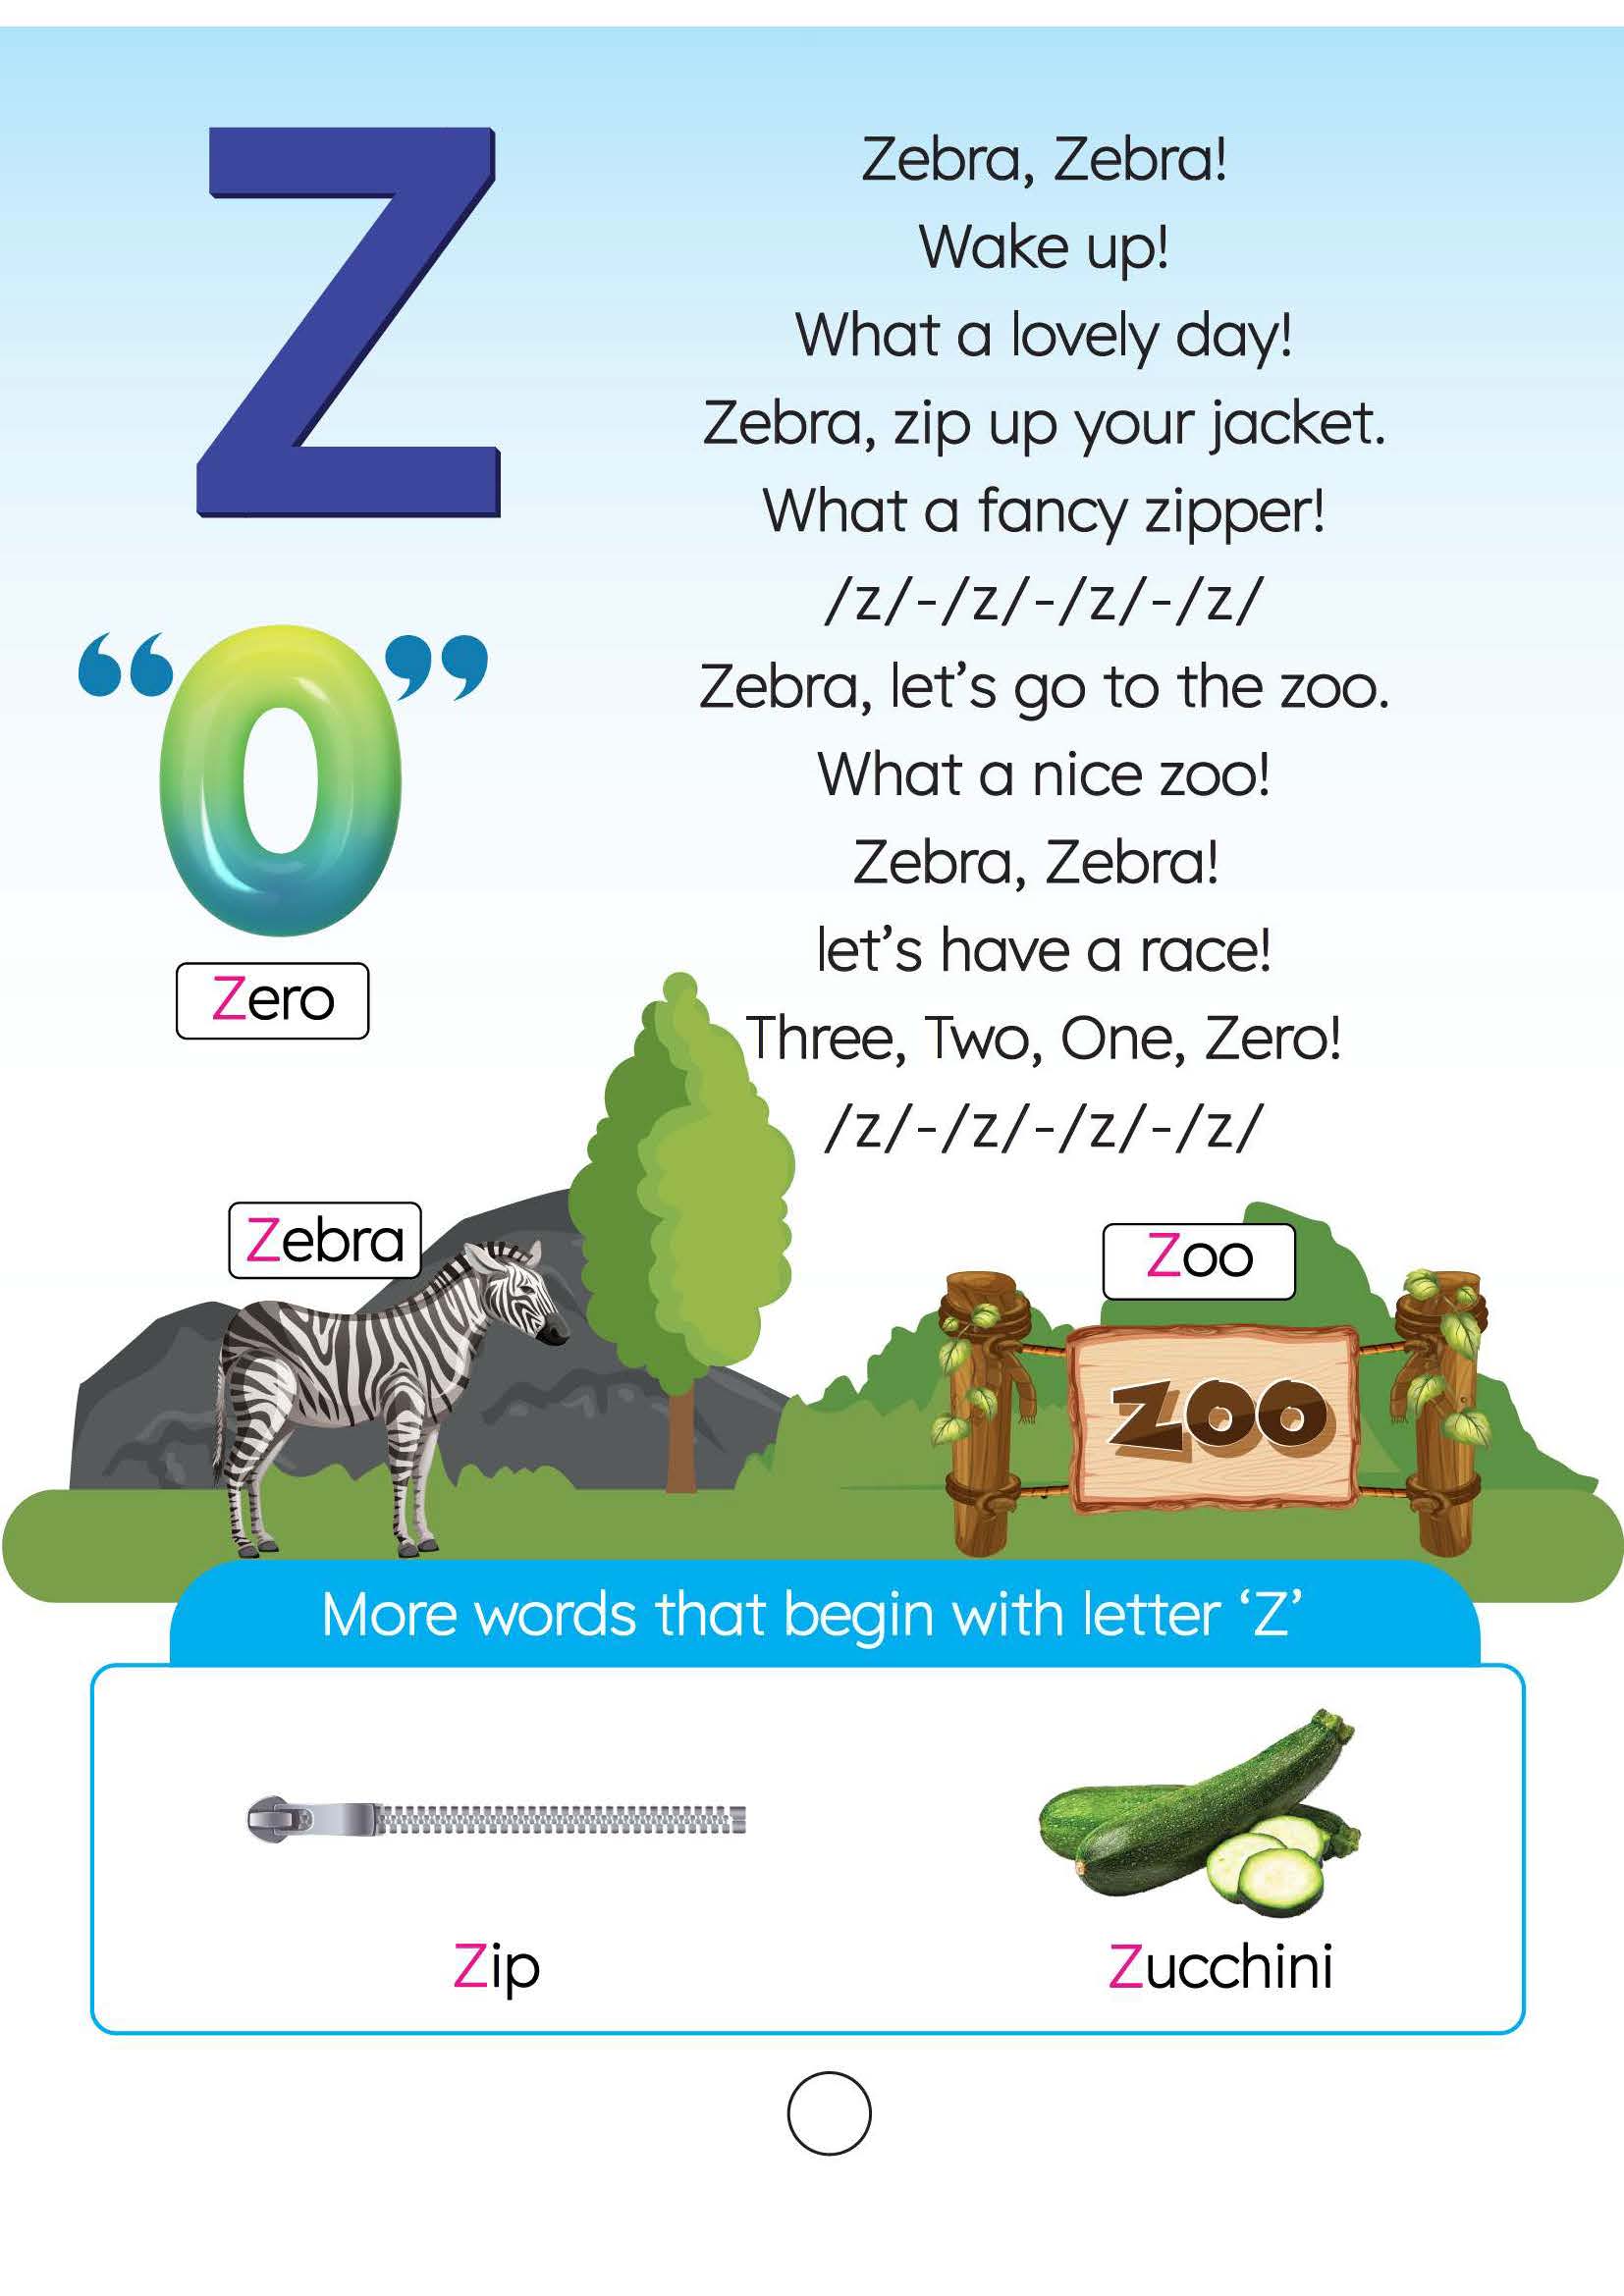 Z
Zebra, Zebra!
Wake up!
What a lovely day!
Zebra, zip up your jacket.
What a fancy zipper!
/z/-/z/-/z/-/z/
Zebra, let’s go to the zoo.
What a nice zoo!
Zebra, Zebra!
let’s have a race!
Three, Two, One, Zero!
/z/-/z/-/z/-/z/
“0”
Zero
Zebra
Zoo
ZOO
More words that begin with letter ‘Z’
Zip
Zucchini